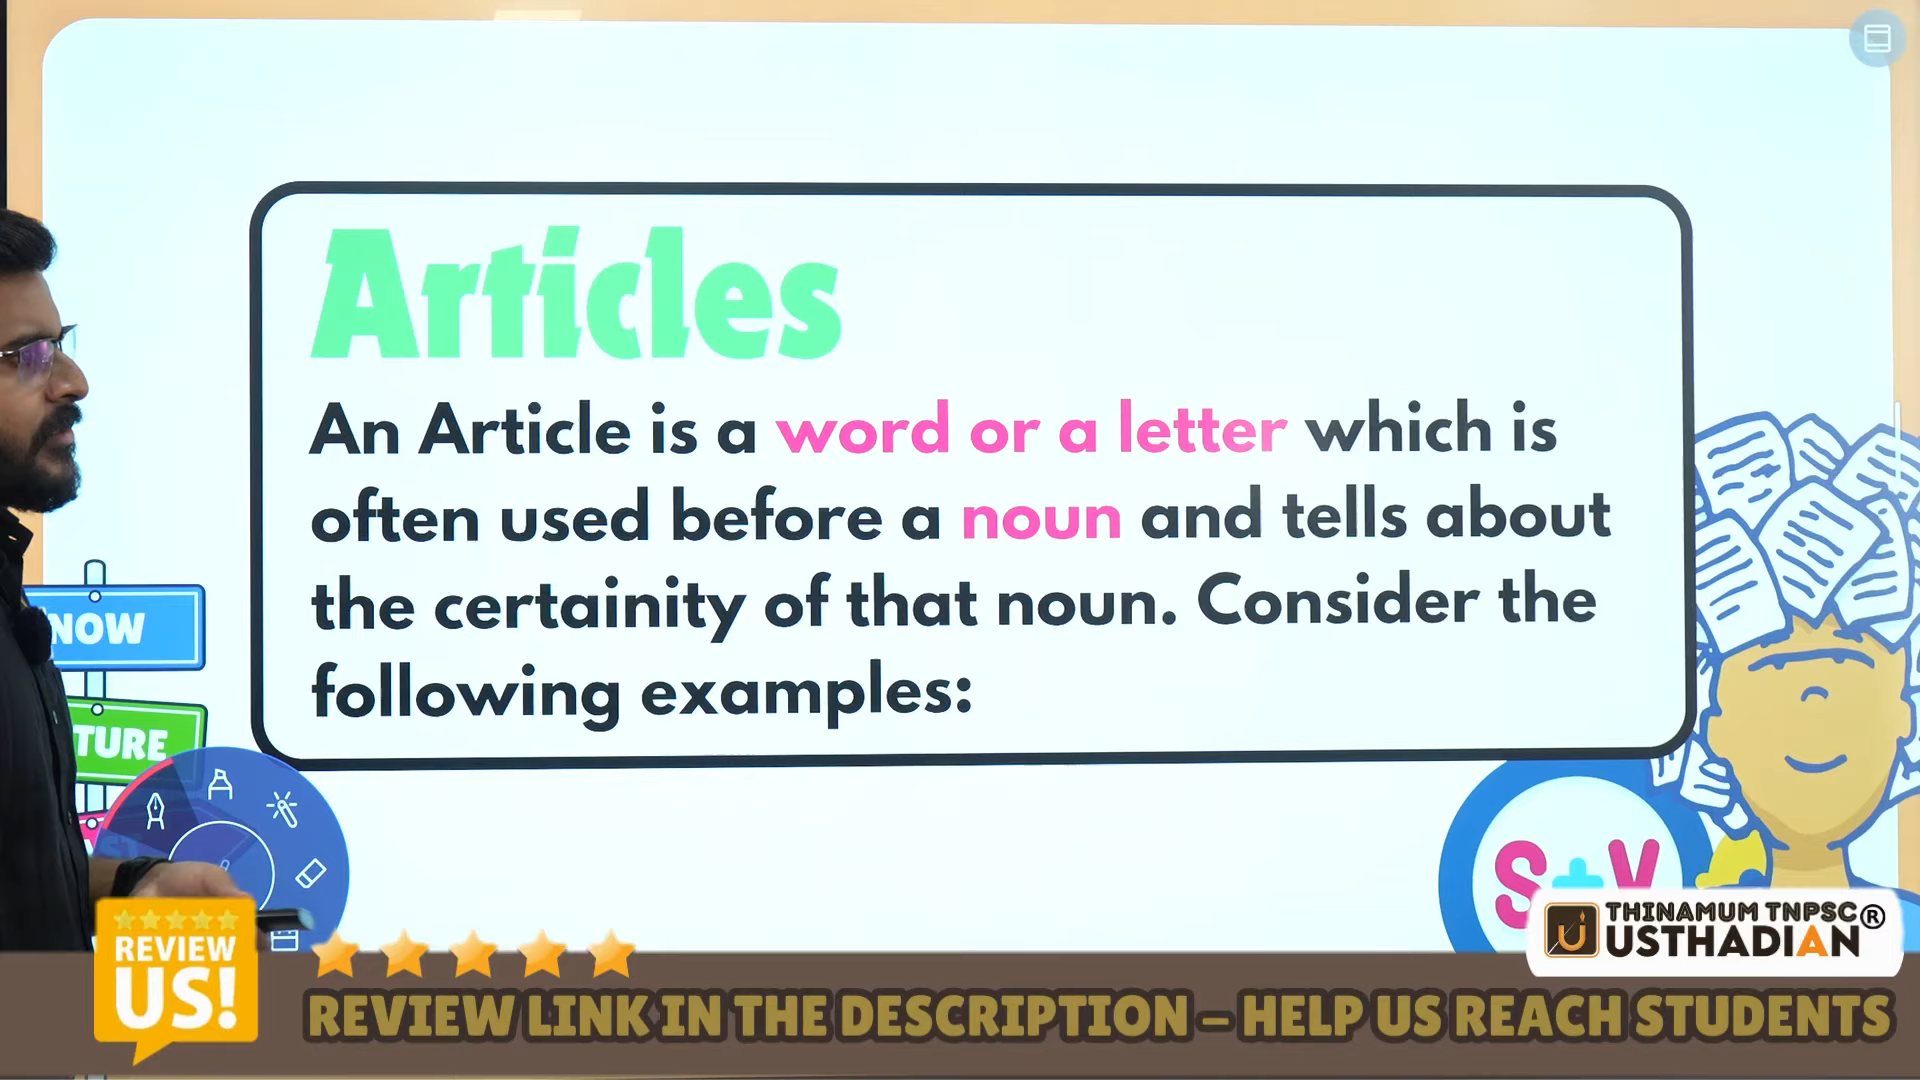 Articles
An Article is a word or a letter which is
often used before a noun and tells about
the certainity of that noun. Consider the
following examples:
NOW
TURE
S+V
REVIEW
US!
THINAMUM TNPSC®
USTHADIAN
REVIEW LINK IN THE DESCRIPTION – HELP US REACH STUDENTS